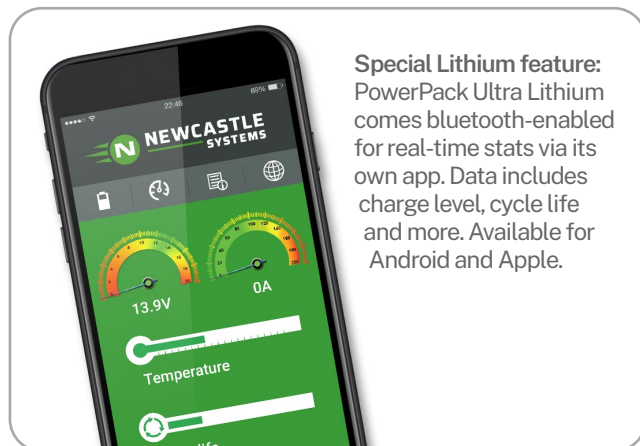 22:46
69%
NEWCASTLE
SYSTEMS
N
13.9V
0A
Temperature
life
Special Lithium feature:
PowerPack Ultra Lithium
comes bluetooth-enabled
for real-time stats via its
own app. Data includes
charge level, cycle life
and more. Available for
Android and Apple.